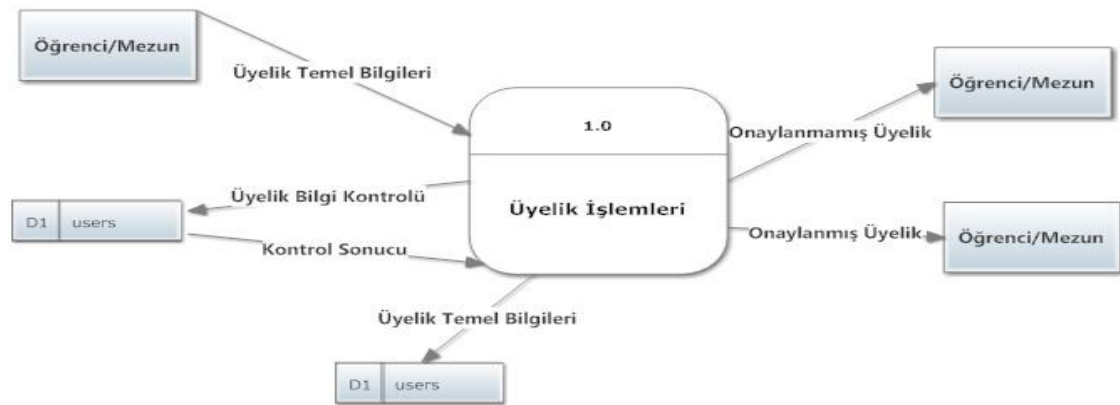 Öğrenci/Mezun
Üyelik Temel Bilgileri
Öğrenci/Mezun
1.0
Onaylanmamış Üyelik
Üyelik Bilgi Kontrolü
Üyelik İşlemleri
D1 users
Onaylanmış Üyelik
Öğrenci/Mezun
Kontrol Sonucu
Üyelik Temel Bilgileri
D1 users